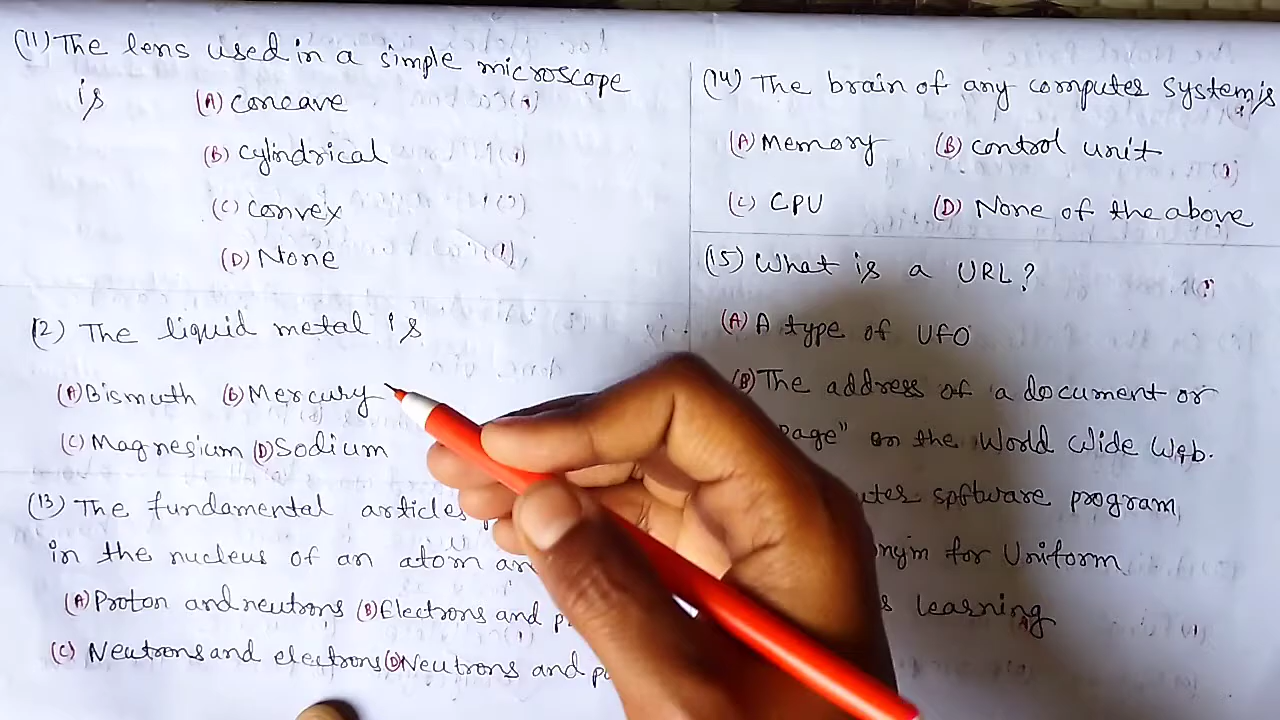 (11) The lens used in a simple microscope
is (A) concave
(B) cylindrical
(C) convex
(D) None
(2) The liquid metal is
(A) Bismuth (B) Mercury
(C) Magnesium (D) Sodium
(13) The fundamental articles
in the nucleus of an atom
(A) Proton and neutrons (B) Electrons and
(C) Neutrons and electrons (D) Neutrons and
(14) The brain of any computer system is
(A) Memory (B) control unit
(C) CPU (D) None of the above
(15) What is a URL?
(A) A type of UFO
(B) The address of a document or
Page" on the World Wide Web.
software program
for Uniform
learning